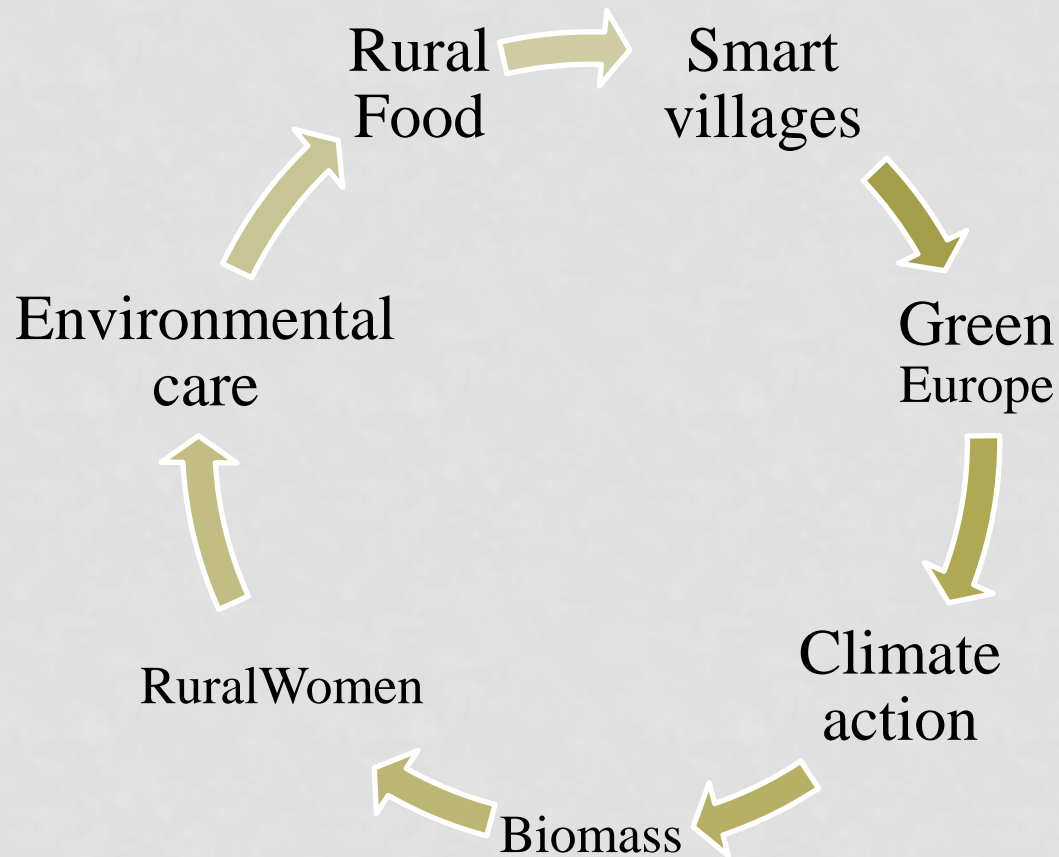 Rural
Food
Smart
villages
Green
Europe
Climate
action
Biomass
RuralWomen
Environmental
care